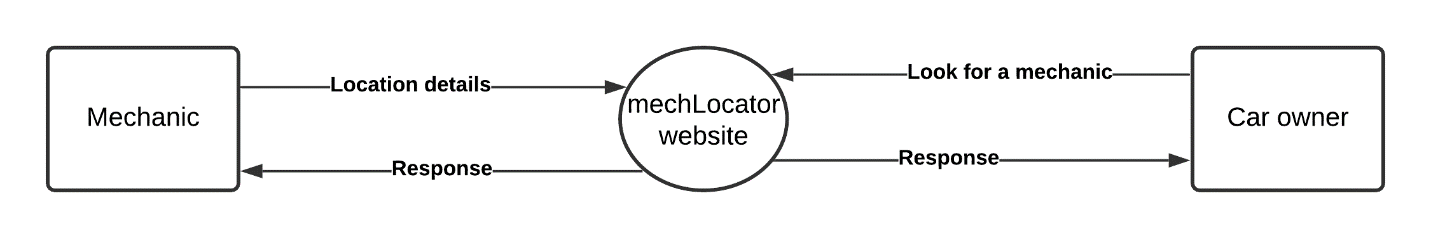 Mechanic
Location details
Response
mechLocator
website
Look for a mechanic
Response
Car owner